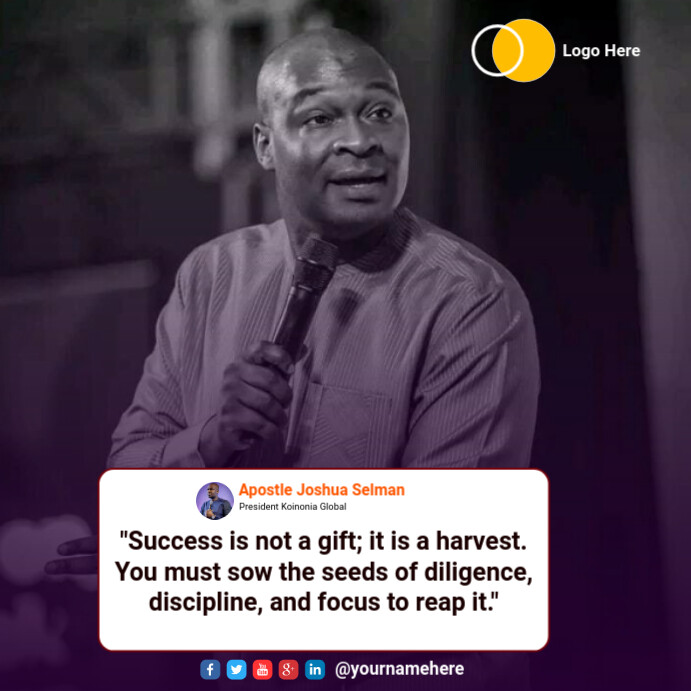 Logo Here
Apostle Joshua Selman
President Koinonia Global
"Success is not a gift; it is a harvest.
You must sow the seeds of diligence,
discipline, and focus to reap it."
@yournamehere